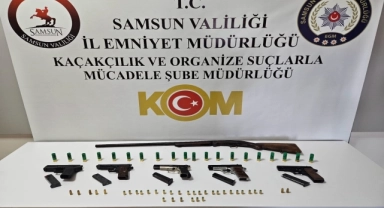 T.C.
SAMSUN VALİLİĞİ
İL EMNİYET MÜDÜRLÜĞÜ
KAÇAKÇILIK VE ORGANİZE SUÇLARLA
MÜCADELE ŞUBE MÜDÜRLÜĞÜ
SAMSUN
KOM